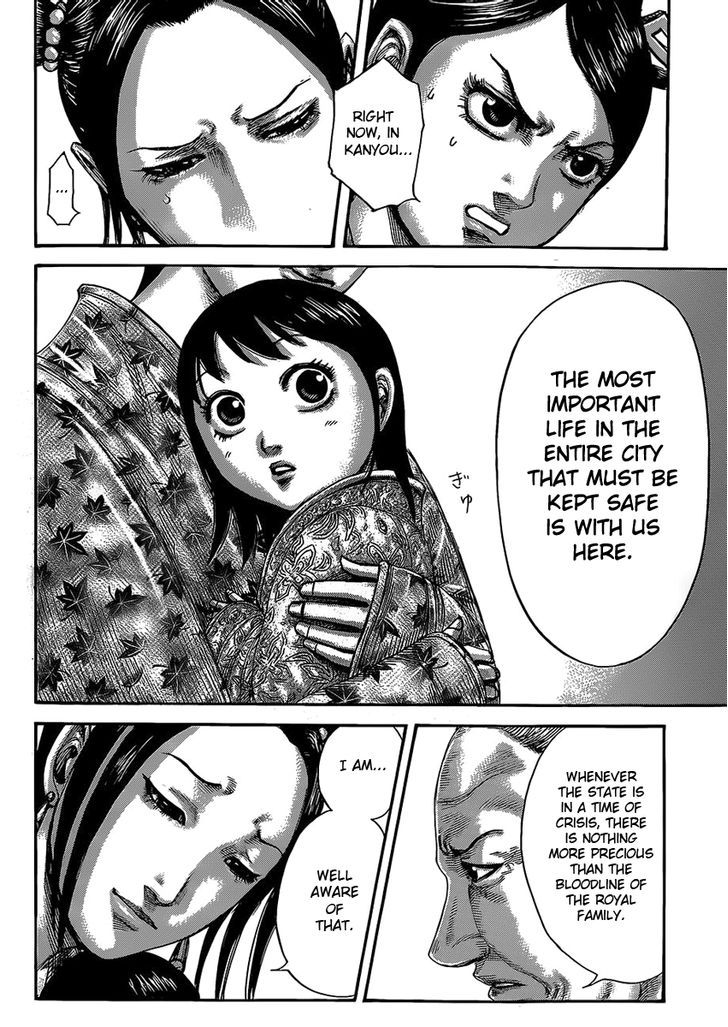 RIGHT
NOW, IN
KANYOU...
...
THE MOST
IMPORTANT
LIFE IN THE
ENTIRE CITY
THAT MUST BE
KEPT SAFE
IS WITH US
HERE.
ぎゅ
WHENEVER
THE STATE IS
IN A TIME OF
CRISIS, THERE
IS NOTHING
MORE PRECIOUS
THAN THE
BLOODLINE OF
THE ROYAL
FAMILY.
I AM...
WELL
AWARE
OF
THAT.